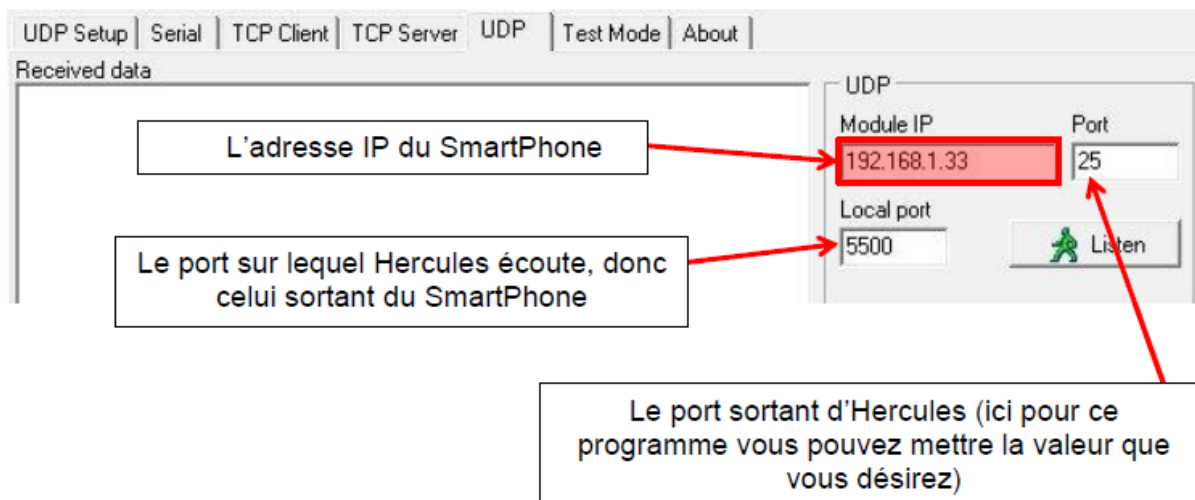 UDP Setup Serial TCP Client TCP Server UDP Test Mode About
Received data
UDP
Module IP Port
L'adresse IP du SmartPhone
192.168.1.33 25
Local port
5500 Listen
Le port sur lequel Hercules écoute, donc
celui sortant du SmartPhone
Le port sortant d'Hercules (ici pour ce
programme vous pouvez mettre la valeur que
vous désirez)